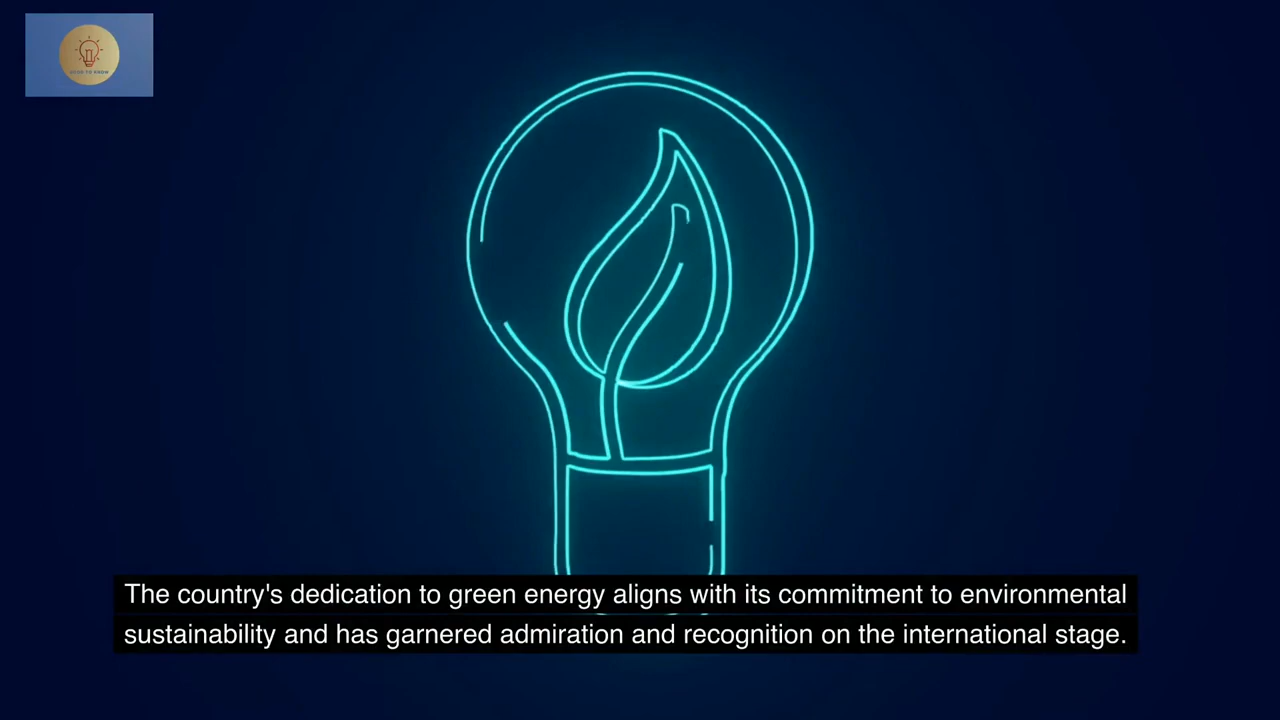 The country's dedication to green energy aligns with its commitment to environmental
sustainability and has garnered admiration and recognition on the international stage.